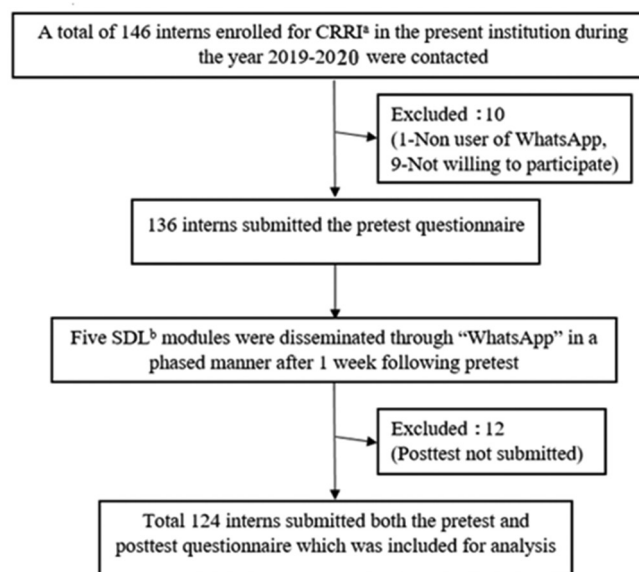 A total of 146 interns enrolled for CRRIᵃ in the present institution during
the year 2019-2020 were contacted
Excluded : 10
(1-Non user of WhatsApp,
9-Not willing to participate)
136 interns submitted the pretest questionnaire
Five SDLᵇ modules were disseminated through “WhatsApp” in a
phased manner after 1 week following pretest
Excluded : 12
(Posttest not submitted)
Total 124 interns submitted both the pretest and
posttest questionnaire which was included for analysis